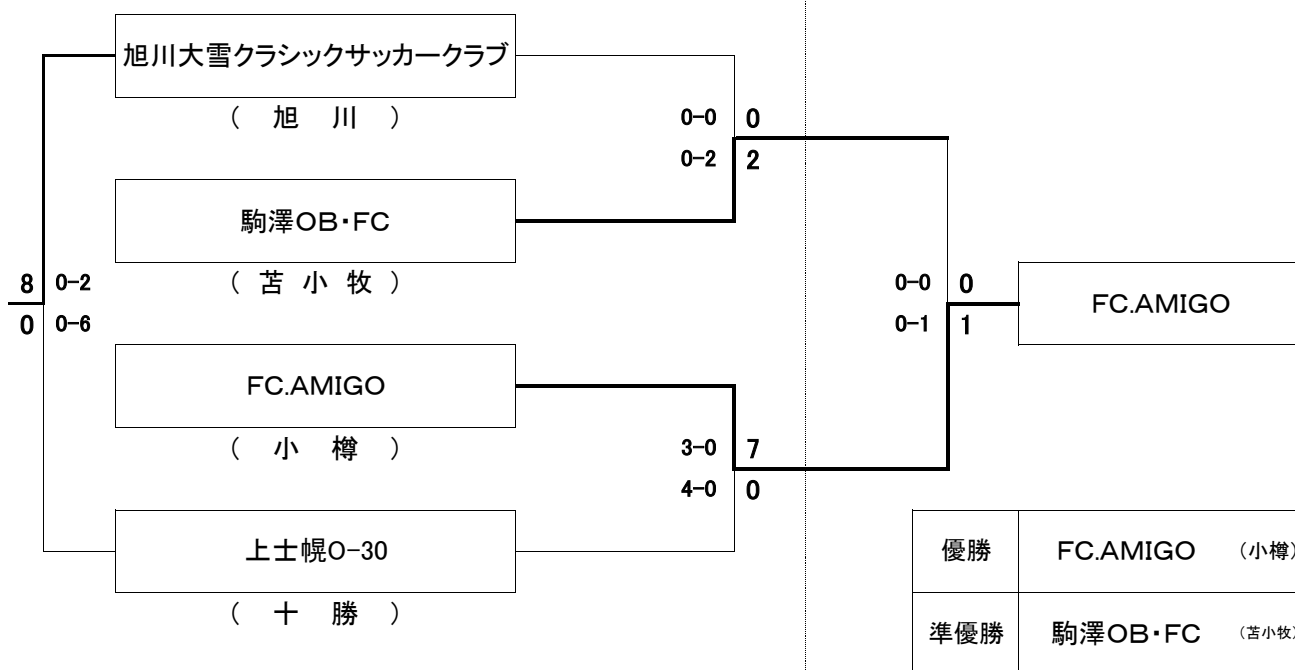 旭川大雪クラシックサッカークラブ
( 旭 川 )
0-0 0
0-2 2
駒澤OB・FC
( 苫 小 牧 )
8 0-2
0 0-6
0-0 0
0-1 1
FC.AMIGO
FC.AMIGO
( 小 樽 )
3-0 7
4-0 0
上士幌O-30
( 十 勝 )
優勝 FC.AMIGO (小樽)
準優勝 駒澤OB・FC (苫小牧)